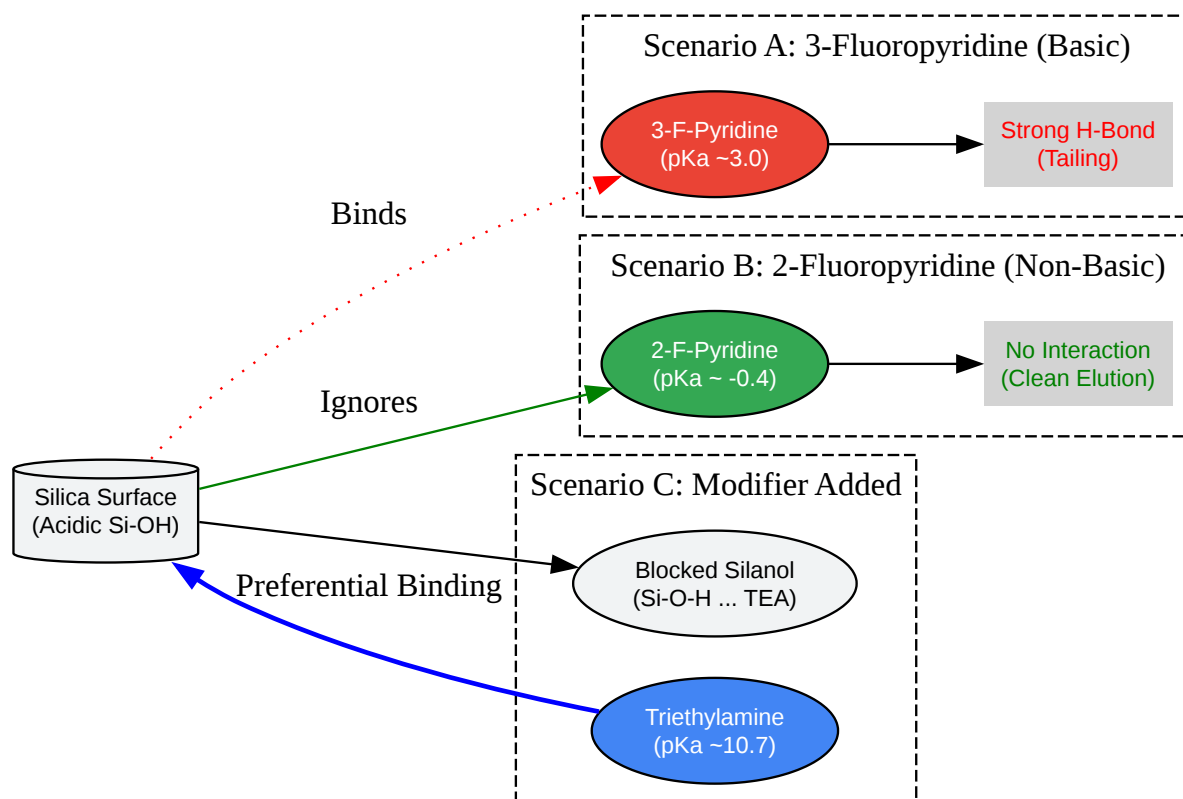 Scenario A: 3-Fluoropyridine (Basic)
3-F-Pyridine
(pKa ~3.0)
Strong H-Bond
(Tailing)
Binds
Scenario B: 2-Fluoropyridine (Non-Basic)
2-F-Pyridine
(pKa ~ -0.4)
No Interaction
(Clean Elution)
Ignores
Silica Surface
(Acidic Si-OH)
Scenario C: Modifier Added
Blocked Silanol
(Si-O-H ... TEA)
Preferential Binding
Triethylamine
(pKa ~10.7)